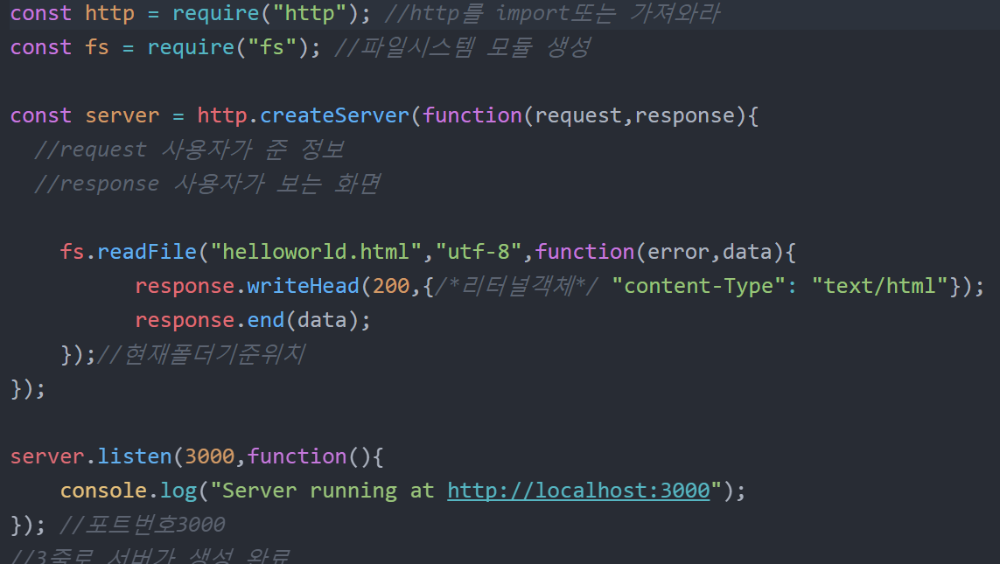 const http = require("http"); //http를 import또는 가져와라
const fs = require("fs"); //파일시스템 모듈 생성
const server = http.createServer(function(request,response){
//request 사용자가 준 정보
//response 사용자가 보는 화면
fs.readFile("helloworld.html","utf-8",function(error,data){
response.writeHead(200,{/*리터널객체*/ "content-Type": "text/html"});
response.end(data);
});//현재폴더기준위치
});
server.listen(3000,function(){
console.log("Server running at http://localhost:3000");
}); //포트번호3000
//3줄로 서버가 생성 완료